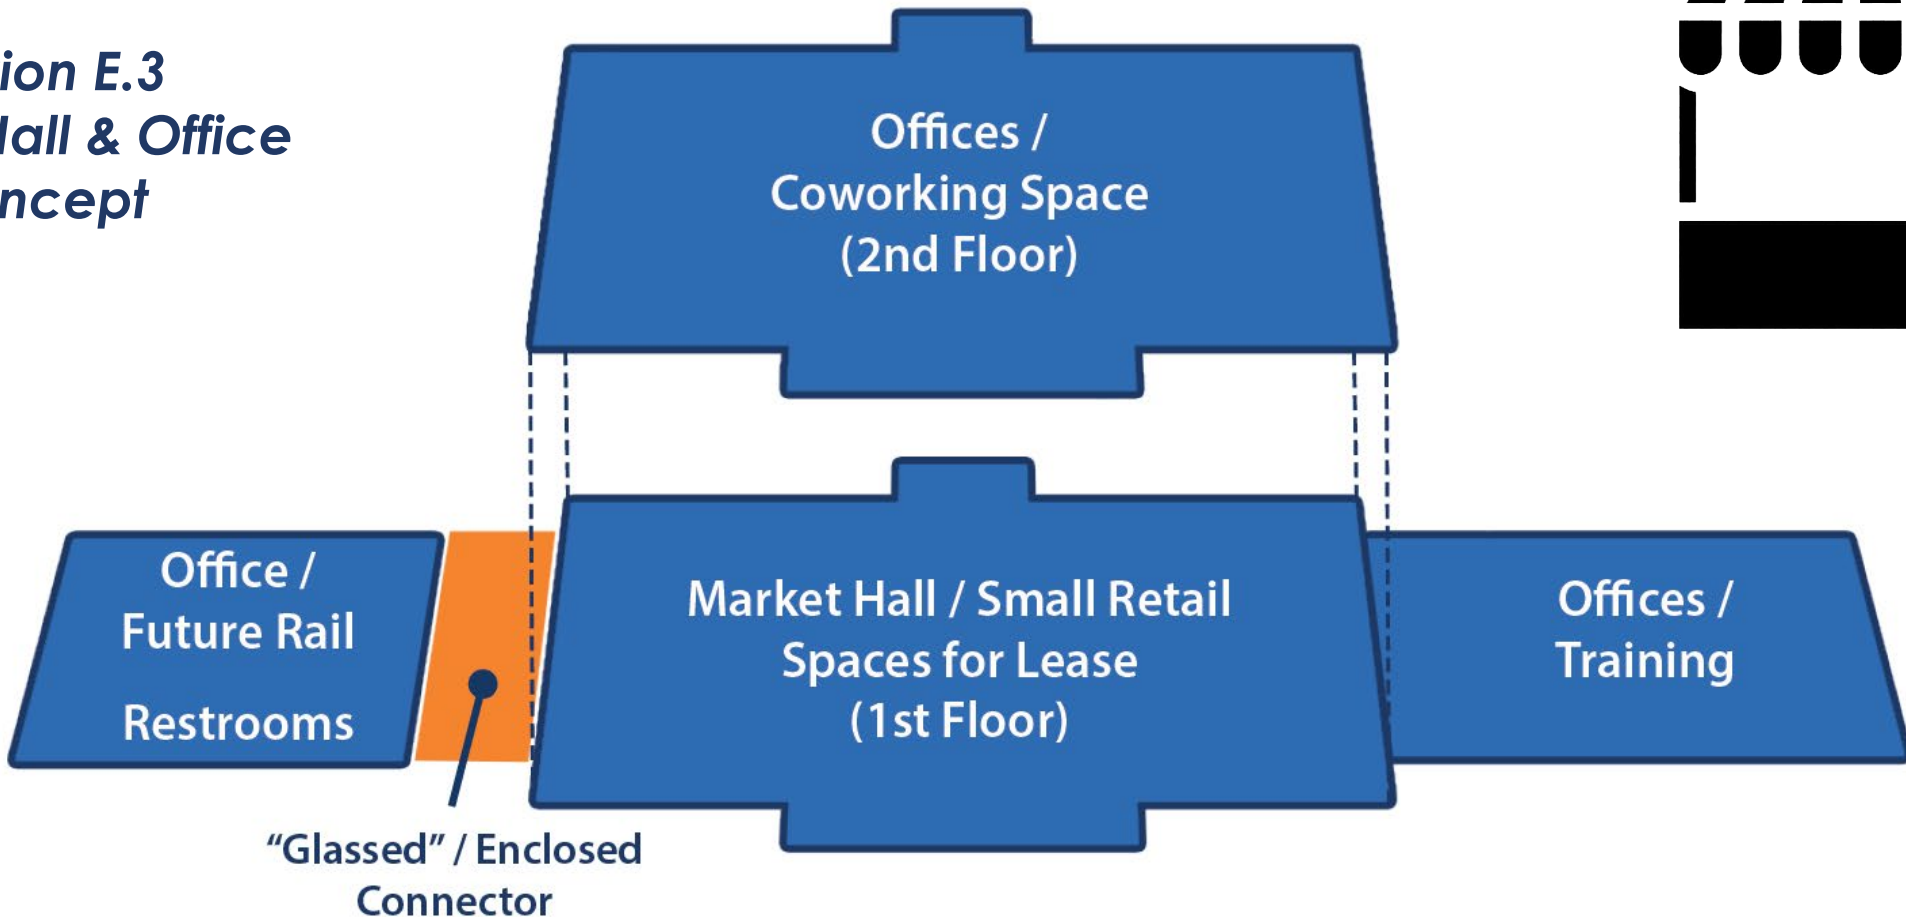 ion E.3
Hall & Office
ncept
Offices /
Coworking Space
(2nd Floor)
Office /
Future Rail
Restrooms
Market Hall / Small Retail
Spaces for Lease
(1st Floor)
Offices /
Training
“Glassed” / Enclosed
Connector